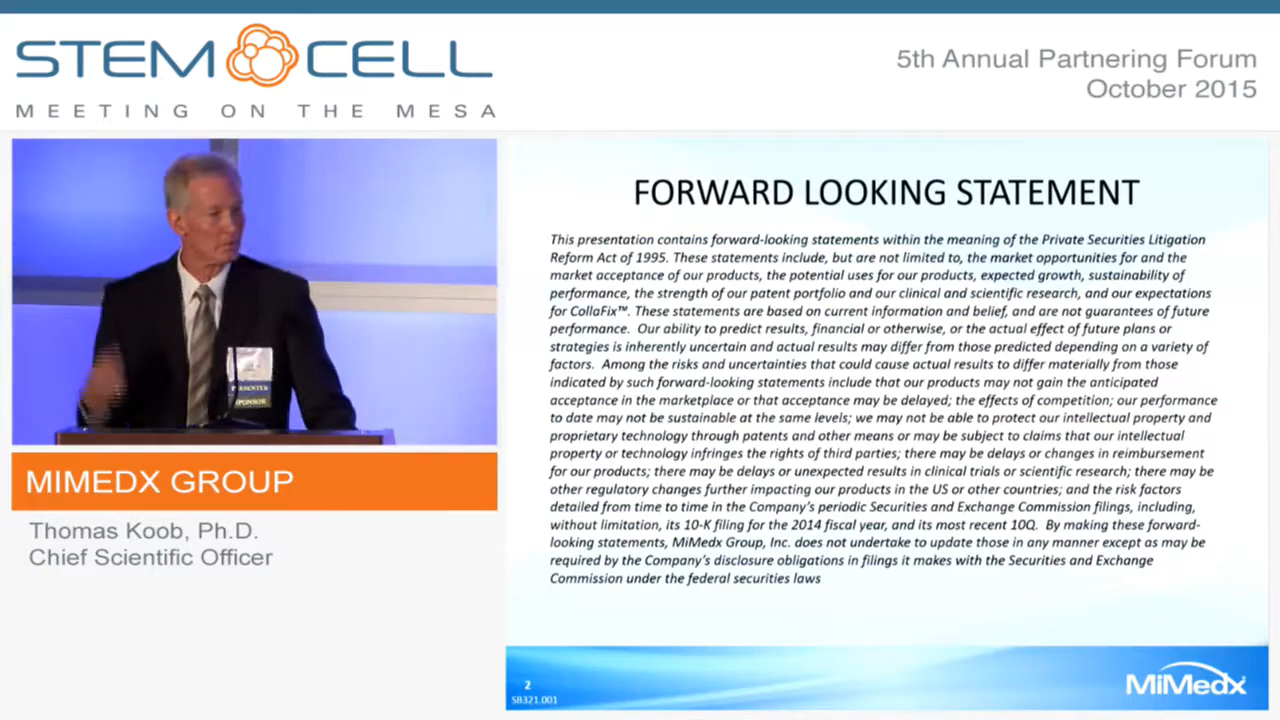 STEM CELL
MEETING ON THE MESA
5th Annual Partnering Forum
October 2015
PRESENTER
SPONSOR
MIMEDX GROUP
Thomas Koob, Ph.D.
Chief Scientific Officer
FORWARD LOOKING STATEMENT
This presentation contains forward-looking statements within the meaning of the Private Securities Litigation
Reform Act of 1995. These statements include, but are not limited to, the market opportunities for and the
market acceptance of our products, the potential uses for our products, expected growth, sustainability of
performance, the strength of our patent portfolio and our clinical and scientific research, and our expectations
for CollaFix™. These statements are based on current information and belief, and are not guarantees of future
performance. Our ability to predict results, financial or otherwise, or the actual effect of future plans or
strategies is inherently uncertain and actual results may differ from those predicted depending on a variety of
factors. Among the risks and uncertainties that could cause actual results to differ materially from those
indicated by such forward-looking statements include that our products may not gain the anticipated
acceptance in the marketplace or that acceptance may be delayed; the effects of competition; our performance
to date may not be sustainable at the same levels; we may not be able to protect our intellectual property and
proprietary technology through patents and other means or may be subject to claims that our intellectual
property or technology infringes the rights of third parties; there may be delays or changes in reimbursement
for our products; there may be delays or unexpected results in clinical trials or scientific research; there may be
other regulatory changes further impacting our products in the US or other countries; and the risk factors
detailed from time to time in the Company's periodic Securities and Exchange Commission filings, including,
without limitation, its 10-K filing for the 2014 fiscal year, and its most recent 10Q. By making these forward-
looking statements, MiMedx Group, Inc. does not undertake to update those in any manner except as may be
required by the Company's disclosure obligations in filings it makes with the Securities and Exchange
Commission under the federal securities laws
2
SB321.001
MiMedx